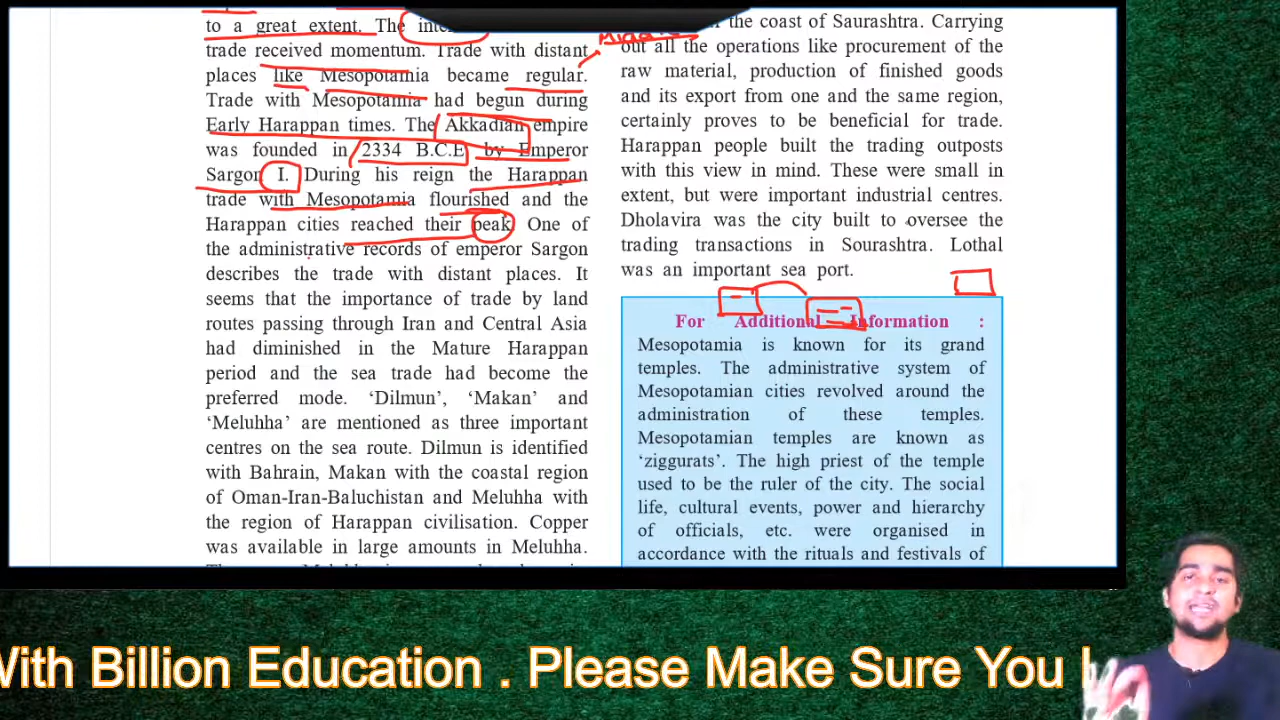 to a great extent. The
trade received momentum. Trade with distant
places like Mesopotamia became regular.
Trade with Mesopotamia had begun during
Early Harappan times. The Akkadian empire
was founded in 2334 B.C.E by Emperor
Sargon I. During his reign the Harappan
trade with Mesopotamia flourished and the
Harappan cities reached their peak One of
the administrative records of emperor Sargon
describes the trade with distant places. It
seems that the importance of trade by land
routes passing through Iran and Central Asia
had diminished in the Mature Harappan
period and the sea trade had become the
preferred mode. ‘Dilmun’, ‘Makan’ and
‘Meluhha’ are mentioned as three important
centres on the sea route. Dilmun is identified
with Bahrain, Makan with the coastal region
of Oman-Iran-Baluchistan and Meluhha with
the region of Harappan civilisation. Copper
was available in large amounts in Meluhha.
the coast of Saurashtra. Carrying
out all the operations like procurement of the
raw material, production of finished goods
and its export from one and the same region,
certainly proves to be beneficial for trade.
Harappan people built the trading outposts
with this view in mind. These were small in
extent, but were important industrial centres.
Dholavira was the city built to oversee the
trading transactions in Sourashtra. Lothal
was an important sea port.
For Additional Information :
Mesopotamia is known for its grand
temples. The administrative system of
Mesopotamian cities revolved around the
administration of these temples.
Mesopotamian temples are known as
‘ziggurats’. The high priest of the temple
used to be the ruler of the city. The social
life, cultural events, power and hierarchy
of officials, etc. were organised in
accordance with the rituals and festivals of
With Billion Education . Please Make Sure You